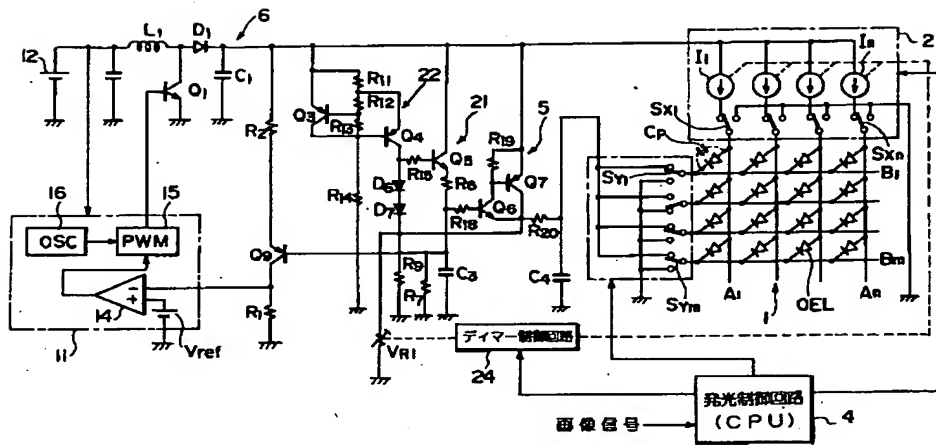 12
L1
D1
6
C1
Q1
R2
Q3
R11
R12
R13
22
Q4
21
R15
Q5
R19
5
Q7
D6
D7
R14
R6
R18
Q6
R20
C3
C4
R9
R7
Q9
R1
VR1
16
OSC
15
PWM
14
11
Vref
I1
In
2
Sx1
Sxn
Cp
Sy1
Sym
B1
Bm
A1
1
OEL
An
ディマー制御回路
24
画像信号
発光制御回路
(CPU)
4